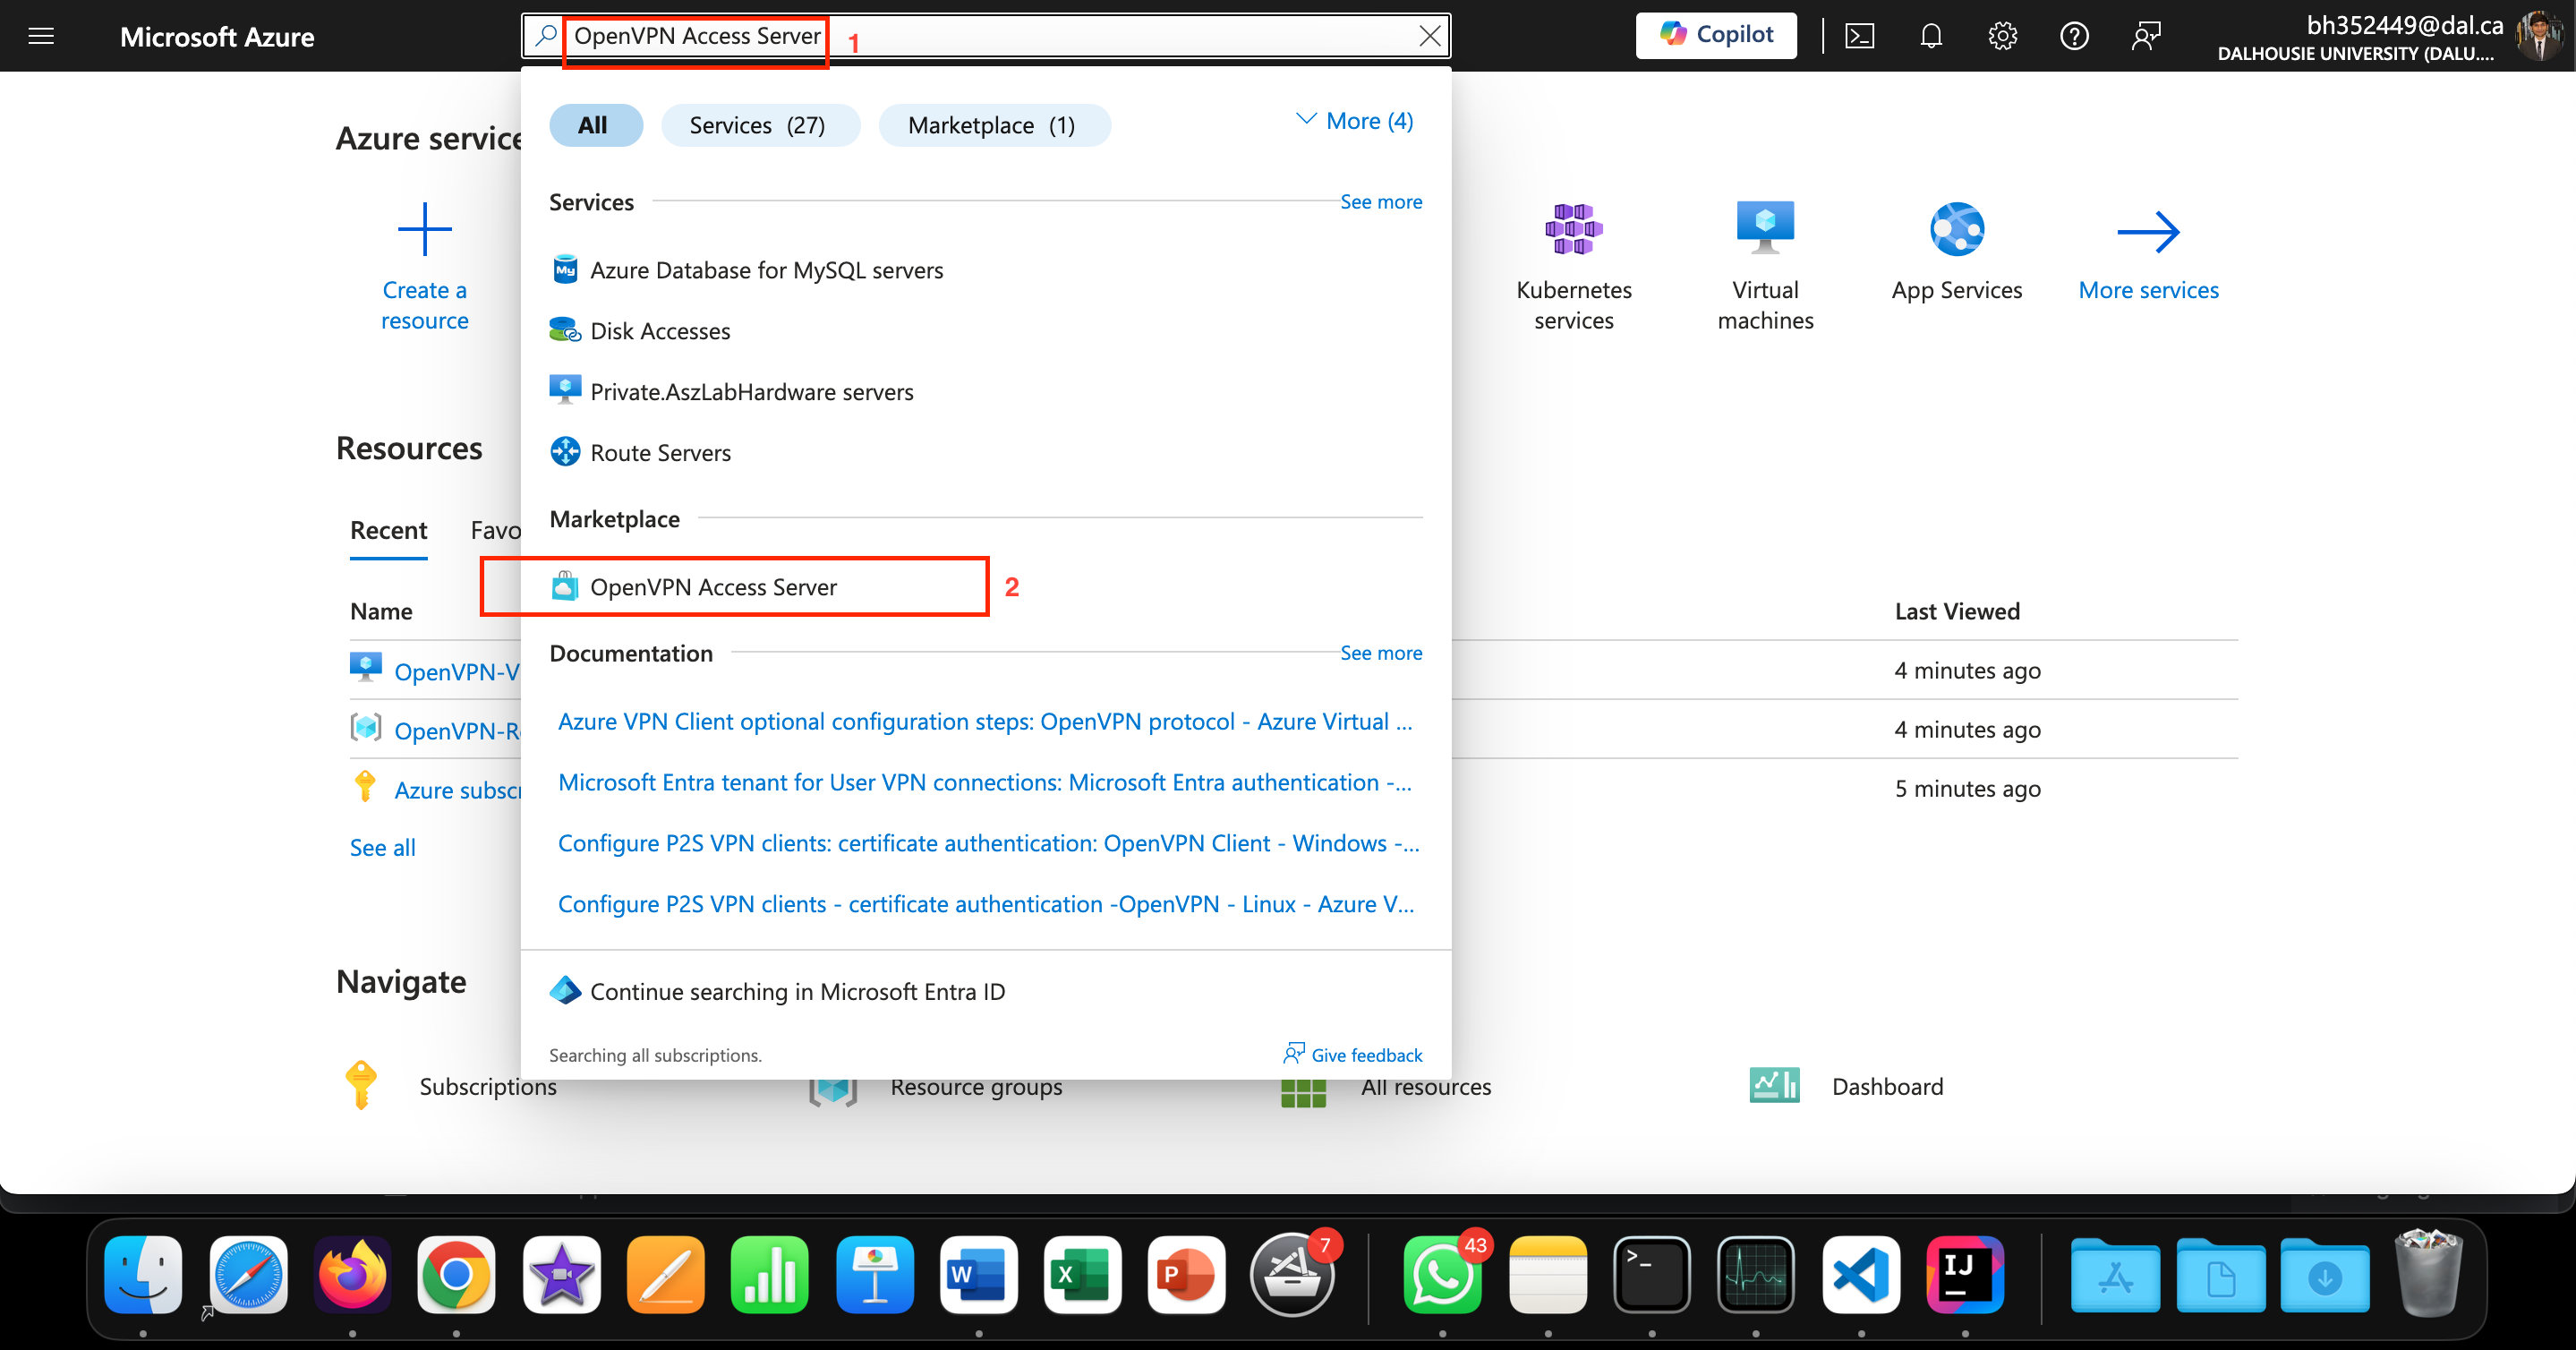 Microsoft Azure
OpenVPN Access Server
1
Copilot
bh352449@dal.ca
DALHOUSIE UNIVERSITY (DALU....
All
Services (27)
Marketplace (1)
More (4)
Azure service
Services
See more
Create a
resource
Azure Database for MySQL servers
Disk Accesses
Private.AszLabHardware servers
Route Servers
Kubernetes
services
Virtual
machines
App Services
More services
Resources
Recent
Favo
Marketplace
OpenVPN Access Server
2
Name
Last Viewed
Documentation
See more
OpenVPN-V
4 minutes ago
Azure VPN Client optional configuration steps: OpenVPN protocol - Azure Virtual ...
OpenVPN-R
4 minutes ago
Microsoft Entra tenant for User VPN connections: Microsoft Entra authentication -...
Azure subsc
5 minutes ago
See all
Configure P2S VPN clients: certificate authentication: OpenVPN Client - Windows -...
Configure P2S VPN clients - certificate authentication -OpenVPN - Linux - Azure V...
Navigate
Continue searching in Microsoft Entra ID
Searching all subscriptions.
Give feedback
Subscriptions
Resource groups
All resources
Dashboard
7
43
W
X
P
>_
IJ